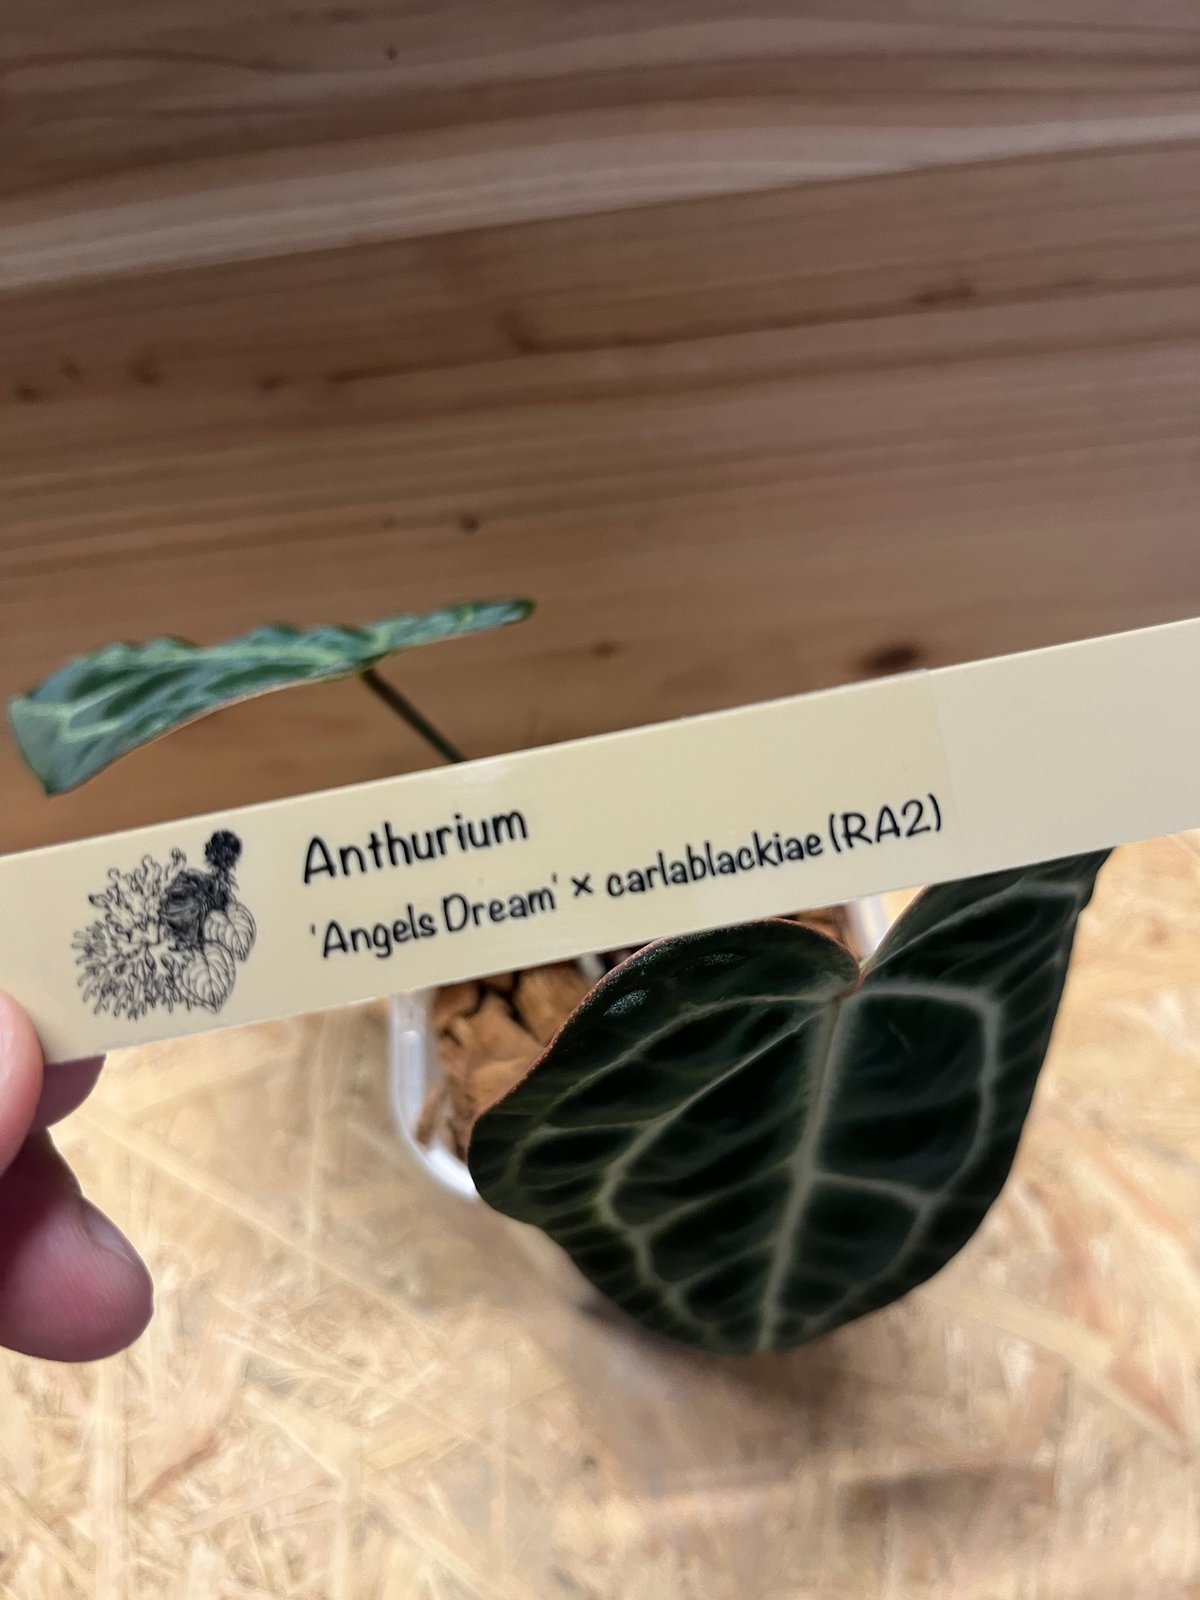 Anthurium
'Angels Dream' × carlablackiae (RA2)